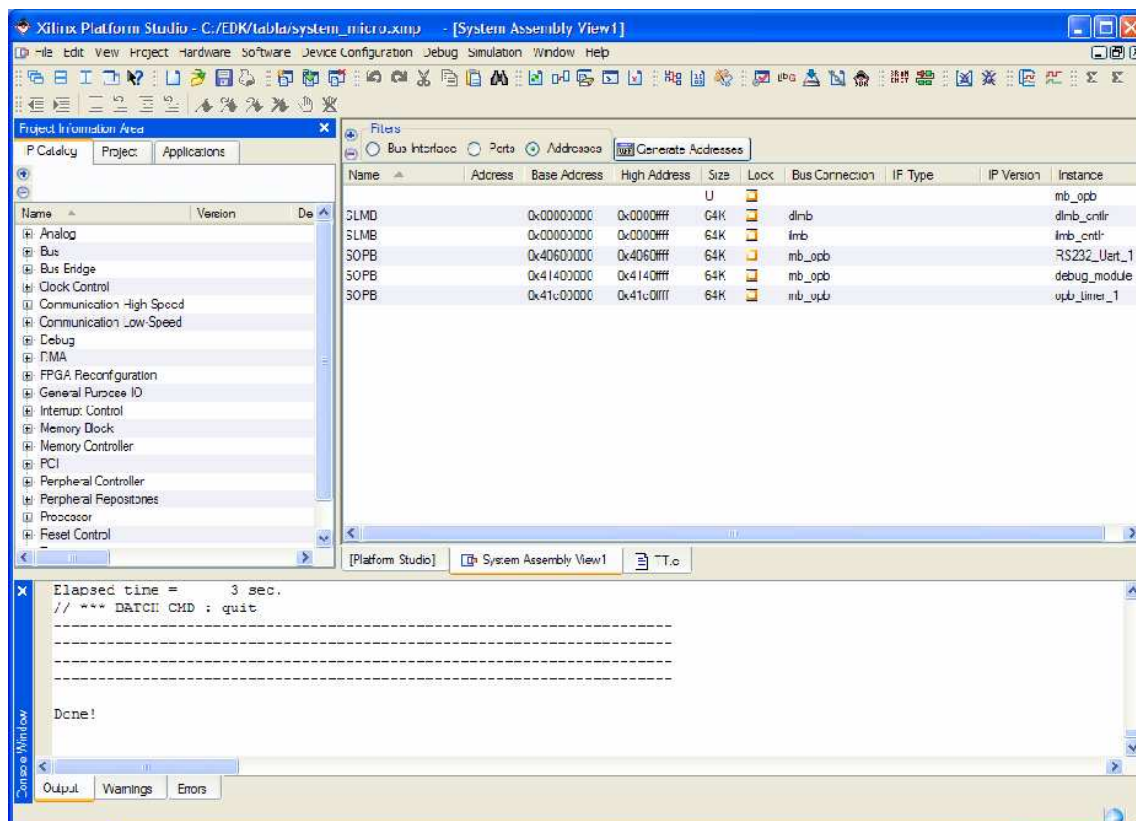 Xilinx Platform Studio - C:/EDK/tabla/system_micro.xmp - [System Assembly View1]
File Edit View Project Hardware Software Device Configuration Debug Simulation Window Help
Project Information Area
IP Catalog Project Applications
Name Version De
Analog
Bus
Bus Bridge
Clock Control
Communication High Speed
Communication Low-Speed
Debug
DMA
FPGA Reconfiguration
General Purpose IO
Interrupt Control
Memory Block
Memory Controller
PCI
Peripheral Controller
Peripheral Repositories
Processor
Reset Control
Filters
Bus Interface Ports Addresses Generate Addresses
Name Address Base Address High Address Size Lock Bus Connection IF Type IP Version Instance
U mb_opb
SLMB 0x00000000 0x0000ffff 64K dlmb dlmb_cntlr
SLMB 0x00000000 0x0000ffff 64K ilmb ilmb_cntlr
SOPB 0x40600000 0x4060ffff 64K mb_opb RS232_Uart_1
SOPB 0x41400000 0x4140ffff 64K mb_opb debug_module
SOPB 0x41c00000 0x41c0ffff 64K mb_opb opb_timer_1
[Platform Studio] System Assembly View1 TT.c
Elapsed time = 3 sec.
// *** BATCH CMD : quit
----------------------------------------------------------------------
----------------------------------------------------------------------
----------------------------------------------------------------------
----------------------------------------------------------------------
Done!
Console Window
Output Warnings Errors